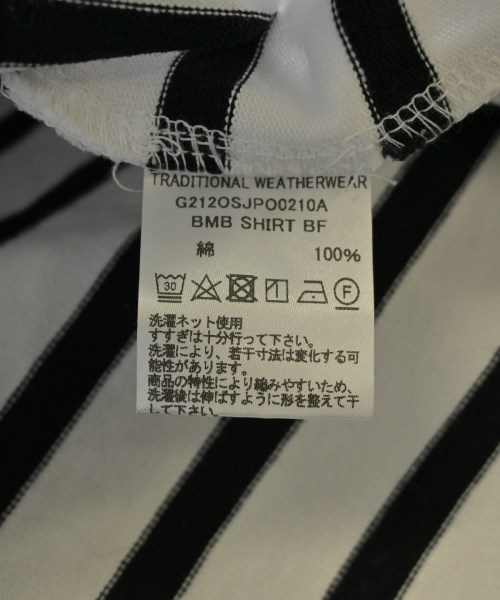 TRADITIONAL WEATHERWEAR
G212OSJPO0210A
BMB SHIRT BF
綿 100%
30 F
洗濯ネット使用
すすぎは十分行って下さい。
洗濯により、若干寸法は変化する可
能性があります。
商品の特性により縮みやすいため、
洗濯後は伸ばすように形を整えて干
して下さい。